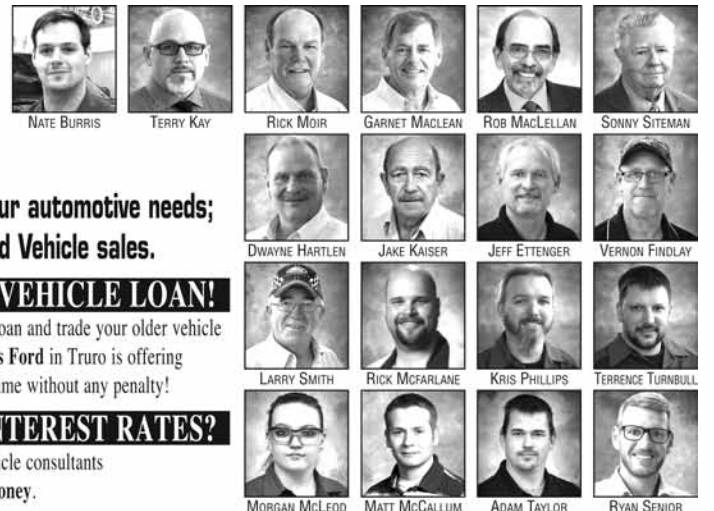 NATE BURRIS
TERRY KAY
RICK MOIR
GARNET MACLEAN
ROB MACLELLAN
SONNY SITEMAN
ur automotive needs;
d Vehicle sales.
DWAYNE HARTLEN
JAKE KAISER
JEFF ETTENGER
VERNON FINDLAY
VEHICLE LOAN!
oan and trade your older vehicle
s Ford in Truro is offering
me without any penalty!
LARRY SMITH
RICK MCFARLANE
KRIS PHILLIPS
TERRENCE TURNBULL
NTEREST RATES?
cle consultants
oney.
MORGAN MCLEOD
MATT MCCALLUM
ADAM TAYLOR
RYAN SENIOR